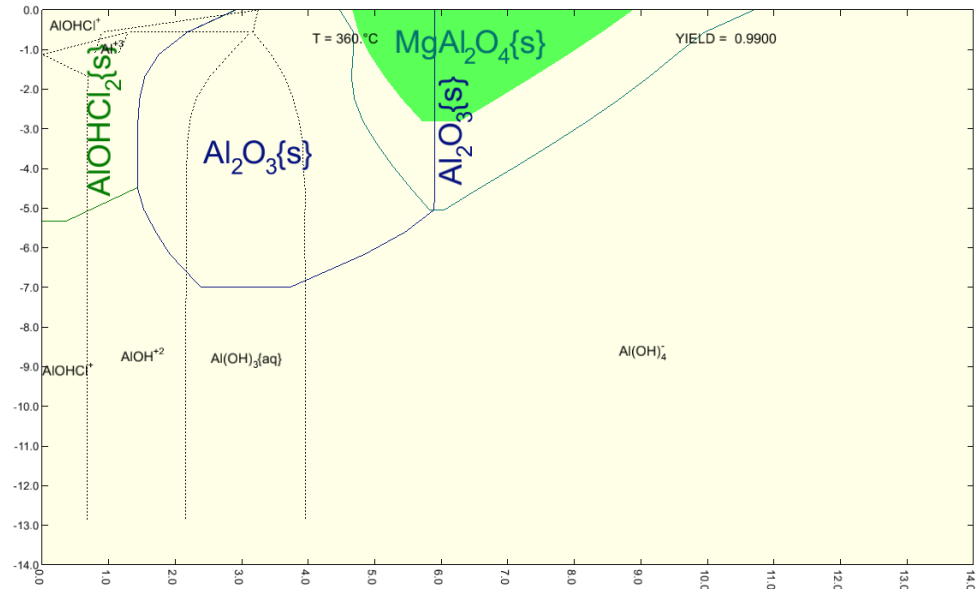 0.0
AlOHCl⁺
T = 360.°C
MgAl₂O₄{s}
YIELD = 0.9900
Al⁺³
-1.0
AlOHCl₂{s}
-2.0
Al₂O₃{s}
-3.0
Al₂O₃{s}
-4.0
-5.0
-6.0
-7.0
-8.0
AlOH⁺²
Al(OH)₃{aq}
Al(OH)₄⁻
-9.0
AlOHCl⁺
-10.0
-11.0
-12.0
-13.0
-14.0
0.0 1.0 2.0 3.0 4.0 5.0 6.0 7.0 8.0 9.0 10.0 11.0 12.0 13.0 14.0